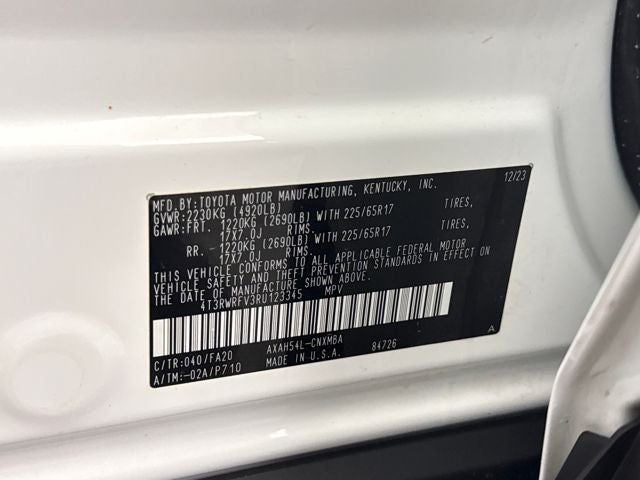 MFD.BY:TOYOTA MOTOR MANUFACTURING, KENTUCKY, INC. 12/23
GVWR:2230KG (4920LB)
GAWR:FRT. 1220KG (2690LB) WITH 225/65R17 TIRES,
17X7.0J RIMS.
RR. 1220KG (2690LB) WITH 225/65R17 TIRES,
17X7.0J RIMS.
THIS VEHICLE CONFORMS TO ALL APPLICABLE FEDERAL MOTOR
VEHICLE SAFETY AND THEFT PREVENTION STANDARDS IN EFFECT ON
THE DATE OF MANUFACTURE SHOWN ABOVE.
4T3RWRFV3RU123345 MPV
C/TR:040/FA20 AXAH54L-CNXMBA 84726 A
A/TM:-02A/P710 MADE IN U.S.A.